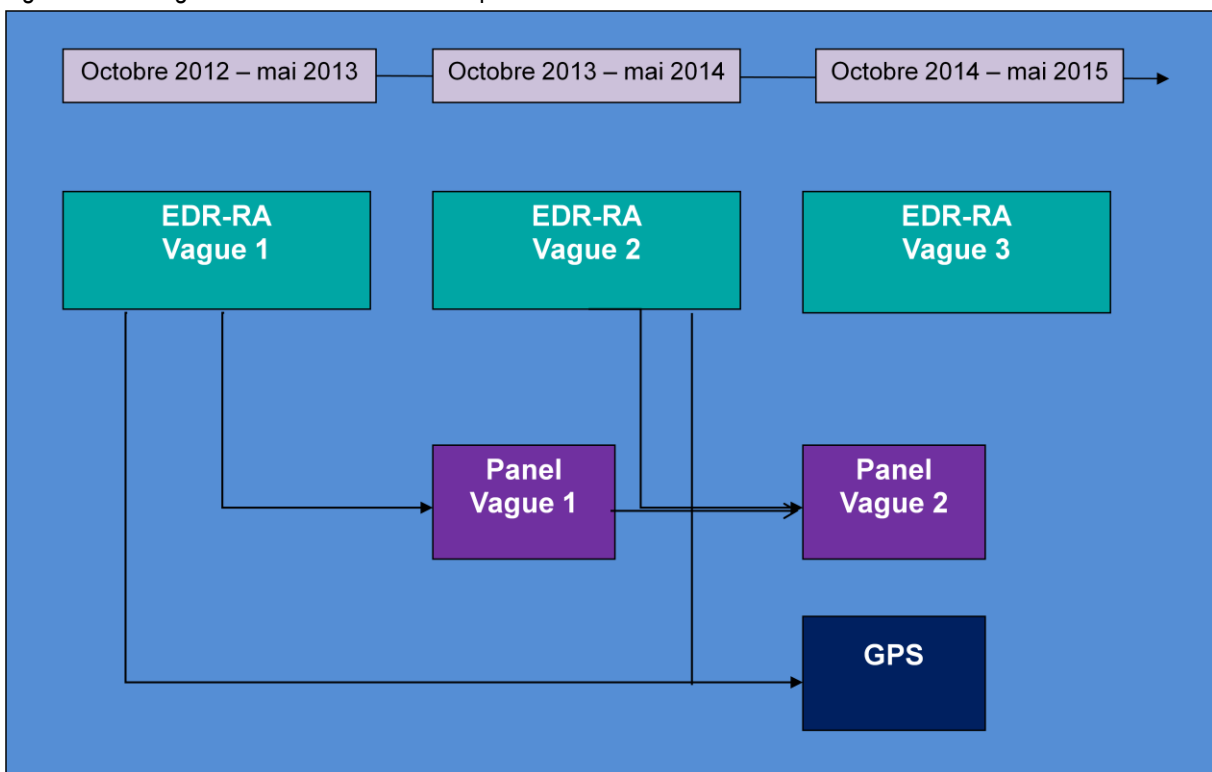 Octobre 2012 – mai 2013
Octobre 2013 – mai 2014
Octobre 2014 – mai 2015
EDR-RA
Vague 1
EDR-RA
Vague 2
EDR-RA
Vague 3
Panel
Vague 1
Panel
Vague 2
GPS